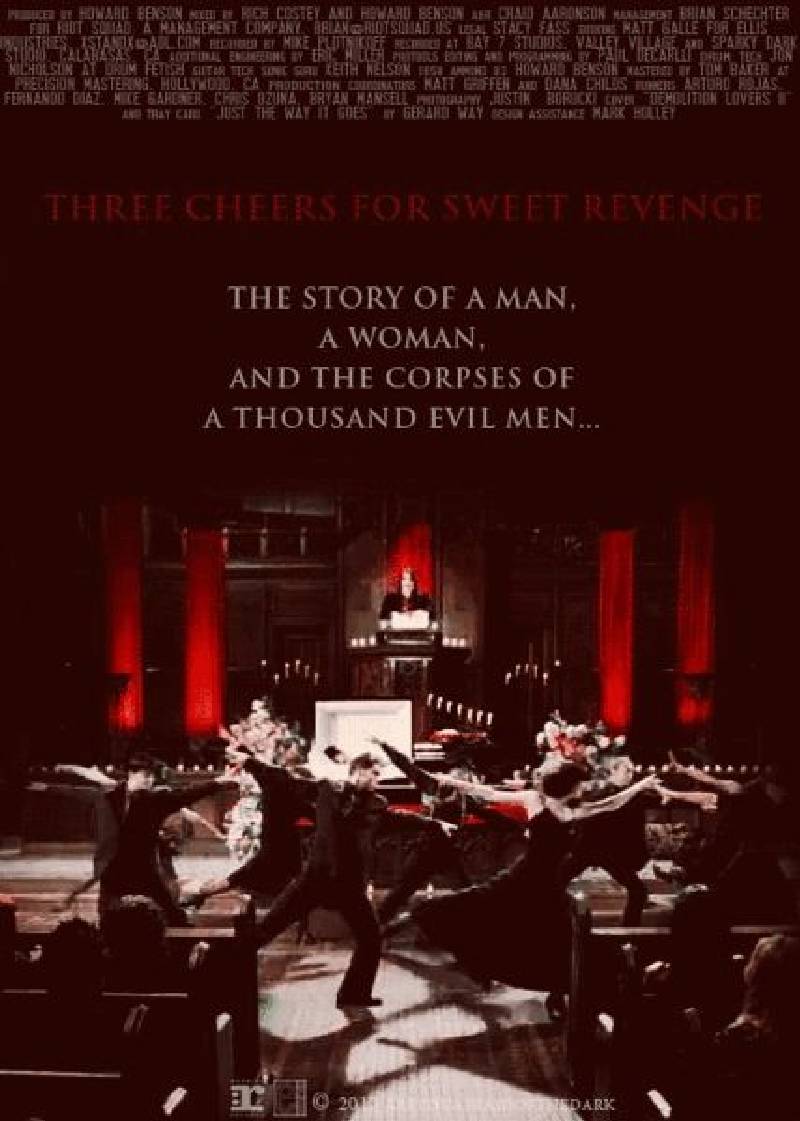 PRODUCED BY HOWARD BENSON MIXED BY RICH COSTEY AND HOWARD BENSON A&R CRAIG AARONSON MANAGEMENT BRIAN SCHECHTER
FOR RIOT SQUAD, A MANAGEMENT COMPANY. BRIAN@RIOTSQUAD.US LEGAL STACY FASS BOOKING MATT GALLE FOR ELLIS
INDUSTRIES, RECORDED BY MIKE PLOTNIKOFF RECORDED AT BAY 7 STUDIOS, VALLEY VILLAGE AND SPARKY DARK
STUDIO, CALABASAS, CA ADDITIONAL ENGINEERING BY ERIC MILLER PROTOOLS EDITING AND PROGRAMMING BY PAUL DECARLI DRUM TECH JON
NICHOLSON AT DRUM FETISH GUITAR TECH KEITH NELSON HOWARD BENSON MASTERED BY TOM BAKER AT
PRECISION MASTERING, HOLLYWOOD, CA PRODUCTION COORDINATORS MATT GRIFFEN AND DANA CHILDS RUNNERS ARTURO ROJAS,
FERNANDO DIAZ, MIKE GARDNER, CHRIS OZUNA, BRYAN MANSELL PHOTOGRAPHY JUSTIN BORUCKI COVER "DEMOLITION LOVERS II"
AND TRAY CARD "JUST THE WAY IT GOES" BY GERARD WAY DESIGN ASSISTANCE MARK HOLLEY
THREE CHEERS FOR SWEET REVENGE
THE STORY OF A MAN,
A WOMAN,
AND THE CORPSES OF
A THOUSAND EVIL MEN...
©